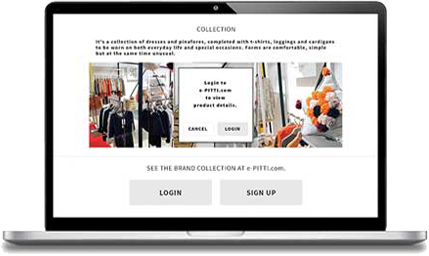 COLLECTION
It's a collection of dresses and pinafores, completed with t-shirts, leggings and cardigans
to be worn on both everyday life and special occasions. Forms are comfortable, simple
but at the same time unusual.
Login to
e-PITTI.com
to view
product details.
CANCEL LOGIN
SEE THE BRAND COLLECTION AT e-PITTI.com.
LOGIN SIGN UP